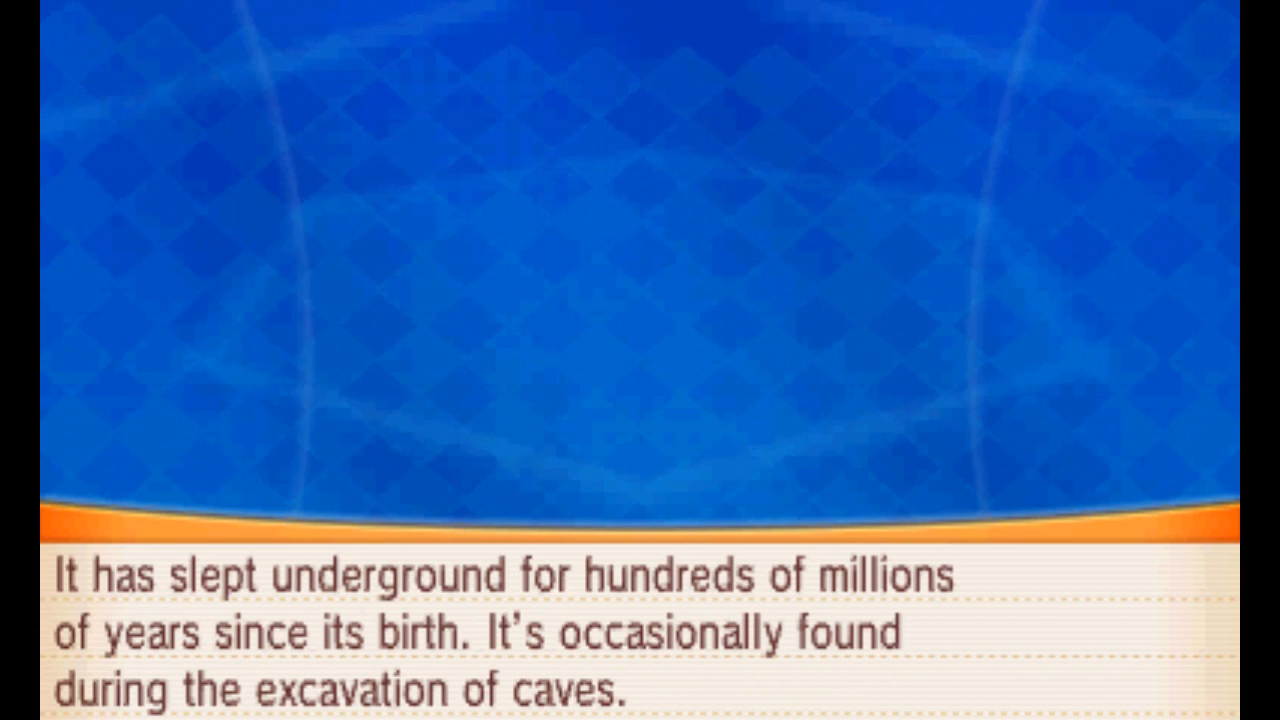 It has slept underground for hundreds of millions
of years since its birth. It's occasionally found
during the excavation of caves.